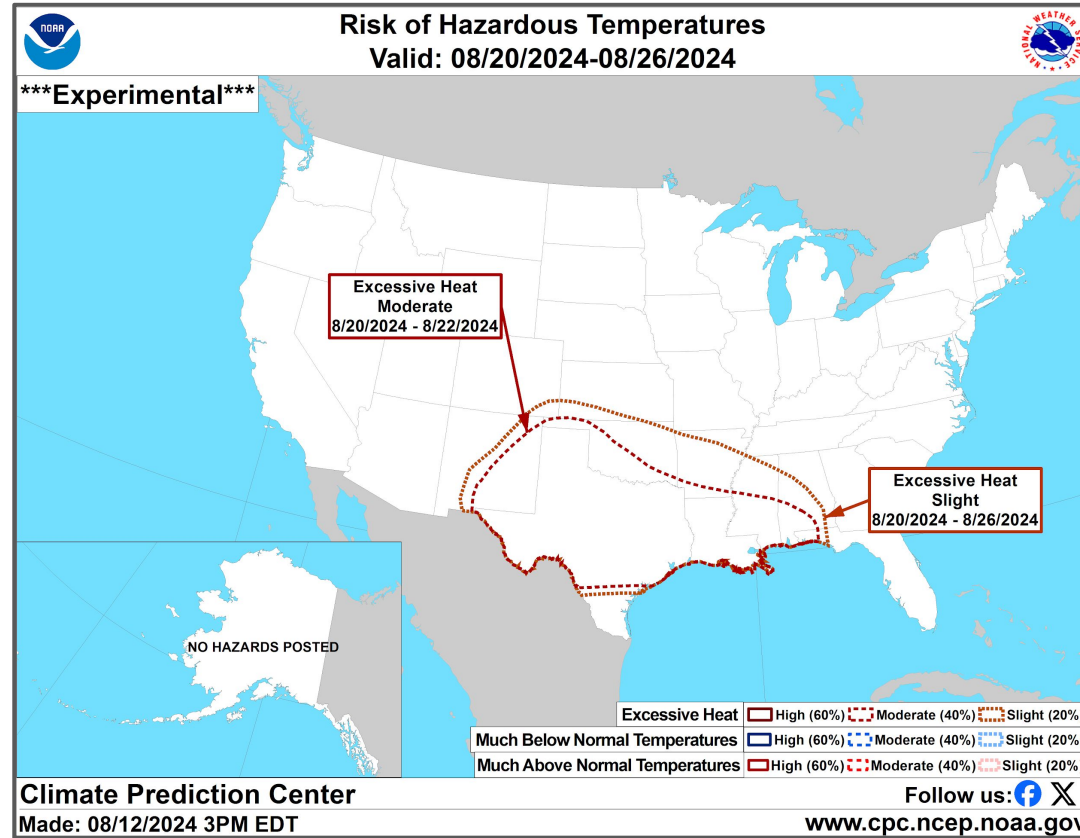 NOAA
Risk of Hazardous Temperatures
Valid: 08/20/2024-08/26/2024
NATIONAL WEATHER SERVICE
***Experimental***
Excessive Heat
Moderate
8/20/2024 - 8/22/2024
Excessive Heat
Slight
8/20/2024 - 8/26/2024
NO HAZARDS POSTED
Excessive Heat High (60%) Moderate (40%) Slight (20%
Much Below Normal Temperatures High (60%) Moderate (40%) Slight (20%
Much Above Normal Temperatures High (60%) Moderate (40%) Slight (20%
Climate Prediction Center
Follow us:
Made: 08/12/2024 3PM EDT
www.cpc.ncep.noaa.gov